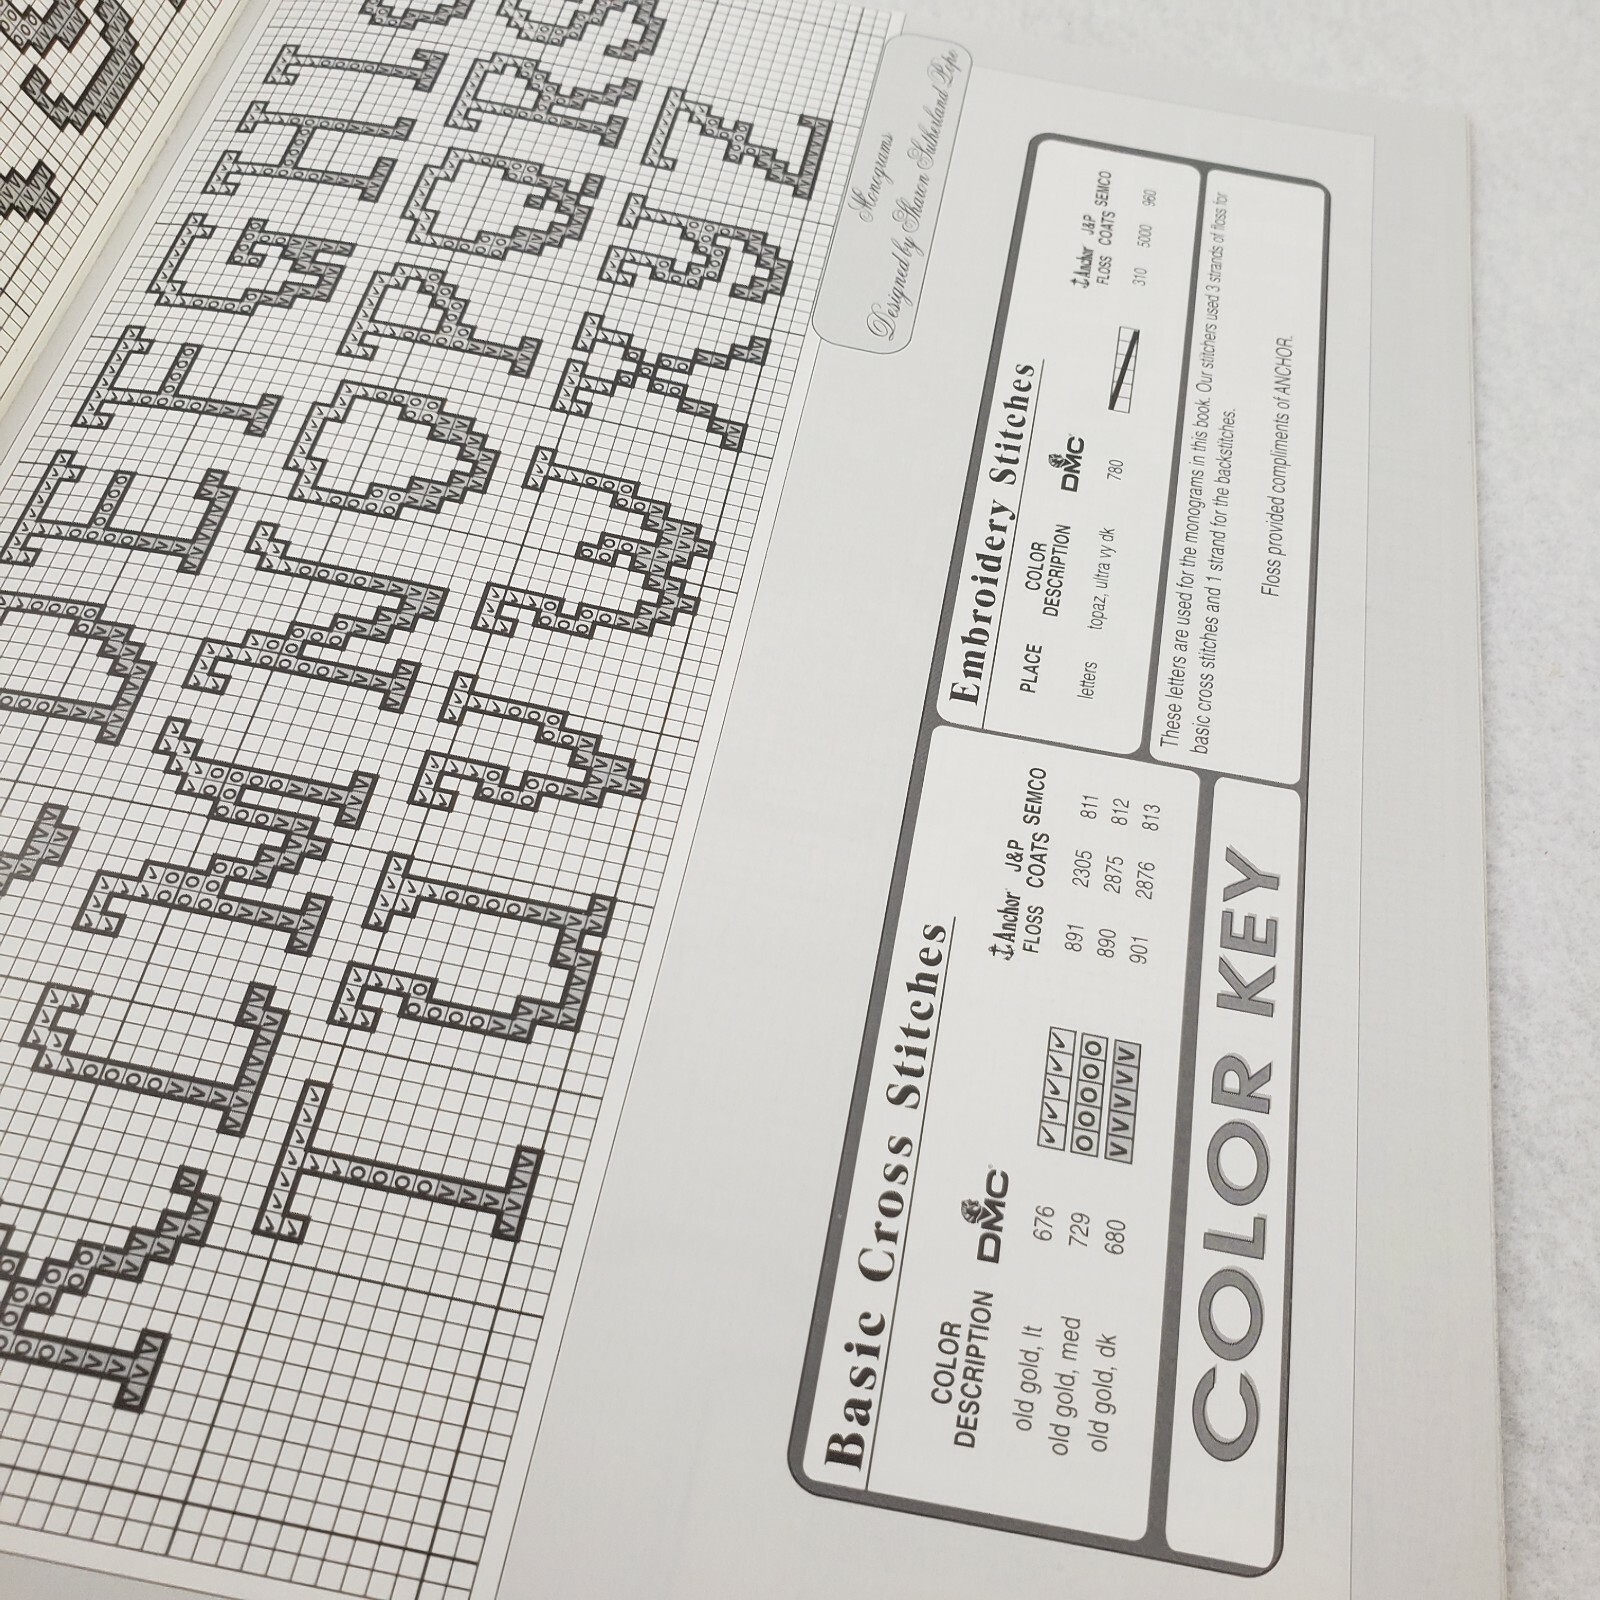 Monograms
Designed by Sharon Sutherland Pope
Basic Cross Stitches
COLOR
DESCRIPTION DMC Anchor J&P
FLOSS COATS SEMCO
old gold, lt 676 891 2305 811
old gold, med 729 890 2875 812
old gold, dk 680 901 2876 813
Embroidery Stitches
PLACE COLOR
DESCRIPTION DMC Anchor J&P
FLOSS COATS SEMCO
letters topaz, ultra vy dk 780 310 5000 960
These letters are used for the monograms in this book. Our stitchers used 3 strands of floss for
basic cross stitches and 1 strand for the backstitches.
Floss provided compliments of ANCHOR.
COLOR KEY